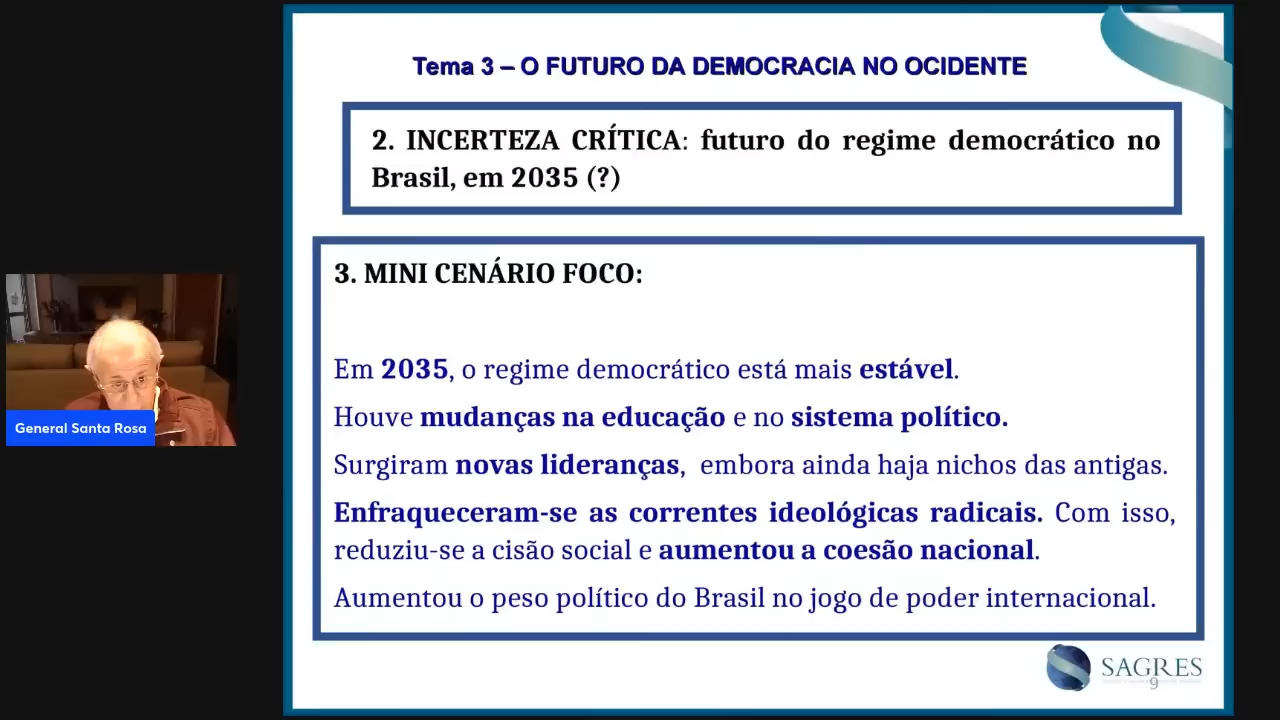 Tema 3 – O FUTURO DA DEMOCRACIA NO OCIDENTE
2. INCERTEZA CRÍTICA: futuro do regime democrático no
Brasil, em 2035 (?)
3. MINI CENÁRIO FOCO:
Em 2035, o regime democrático está mais estável.
Houve mudanças na educação e no sistema político.
Surgiram novas lideranças, embora ainda haja nichos das antigas.
Enfraqueceram-se as correntes ideológicas radicais. Com isso,
reduziu-se a cisão social e aumentou a coesão nacional.
Aumentou o peso político do Brasil no jogo de poder internacional.
General Santa Rosa
SAGRES
9